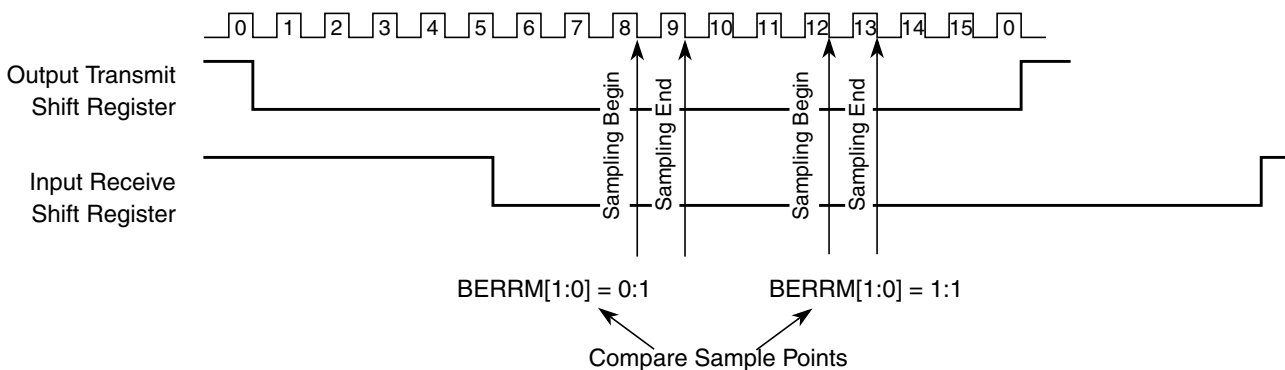 0 1 2 3 4 5 6 7 8 9 10 11 12 13 14 15 0
Output Transmit
Shift Register
Input Receive
Shift Register
Sampling Begin
Sampling End
Sampling Begin
Sampling End
BERRM[1:0] = 0:1
BERRM[1:0] = 1:1
Compare Sample Points